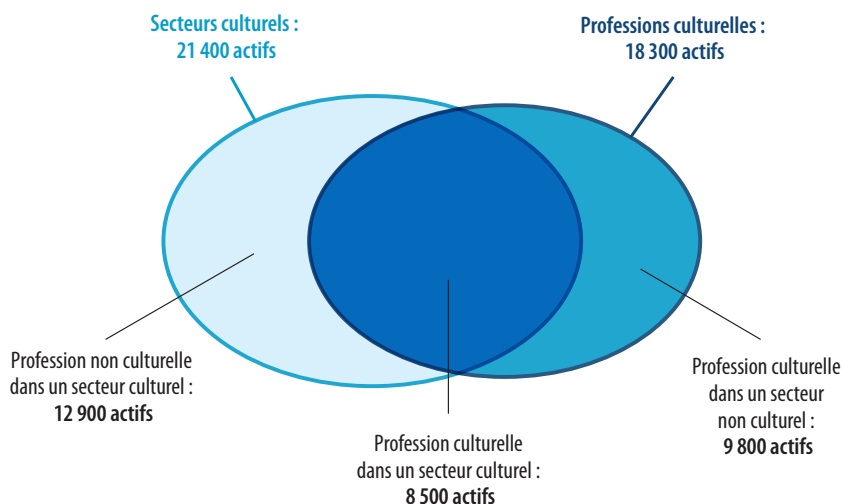 Secteurs culturels :
21 400 actifs
Professions culturelles :
18 300 actifs
Profession non culturelle
dans un secteur culturel :
12 900 actifs
Profession culturelle
dans un secteur culturel :
8 500 actifs
Profession culturelle
dans un secteur
non culturel :
9 800 actifs